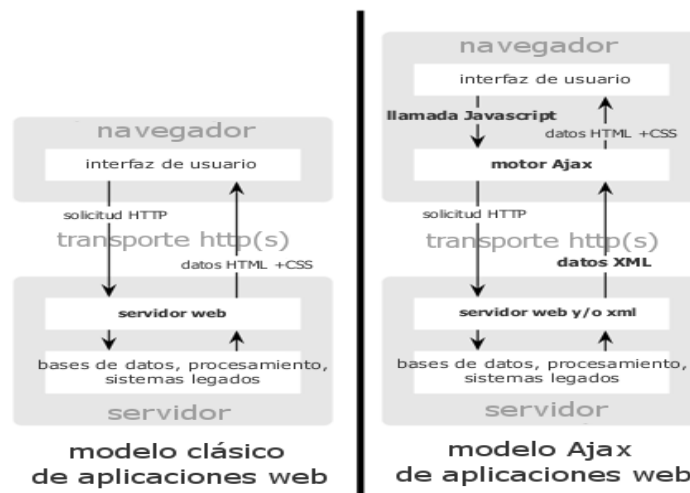 navegador
interfaz de usuario
solicitud HTTP
transporte http(s)
datos HTML +CSS
servidor web
bases de datos, procesamiento,
sistemas legados
servidor
modelo clásico
de aplicaciones web
navegador
interfaz de usuario
llamada Javascript
datos HTML +CSS
motor Ajax
solicitud HTTP
transporte http(s)
datos XML
servidor web y/o xml
bases de datos, procesamiento,
sistemas legados
servidor
modelo Ajax
de aplicaciones web